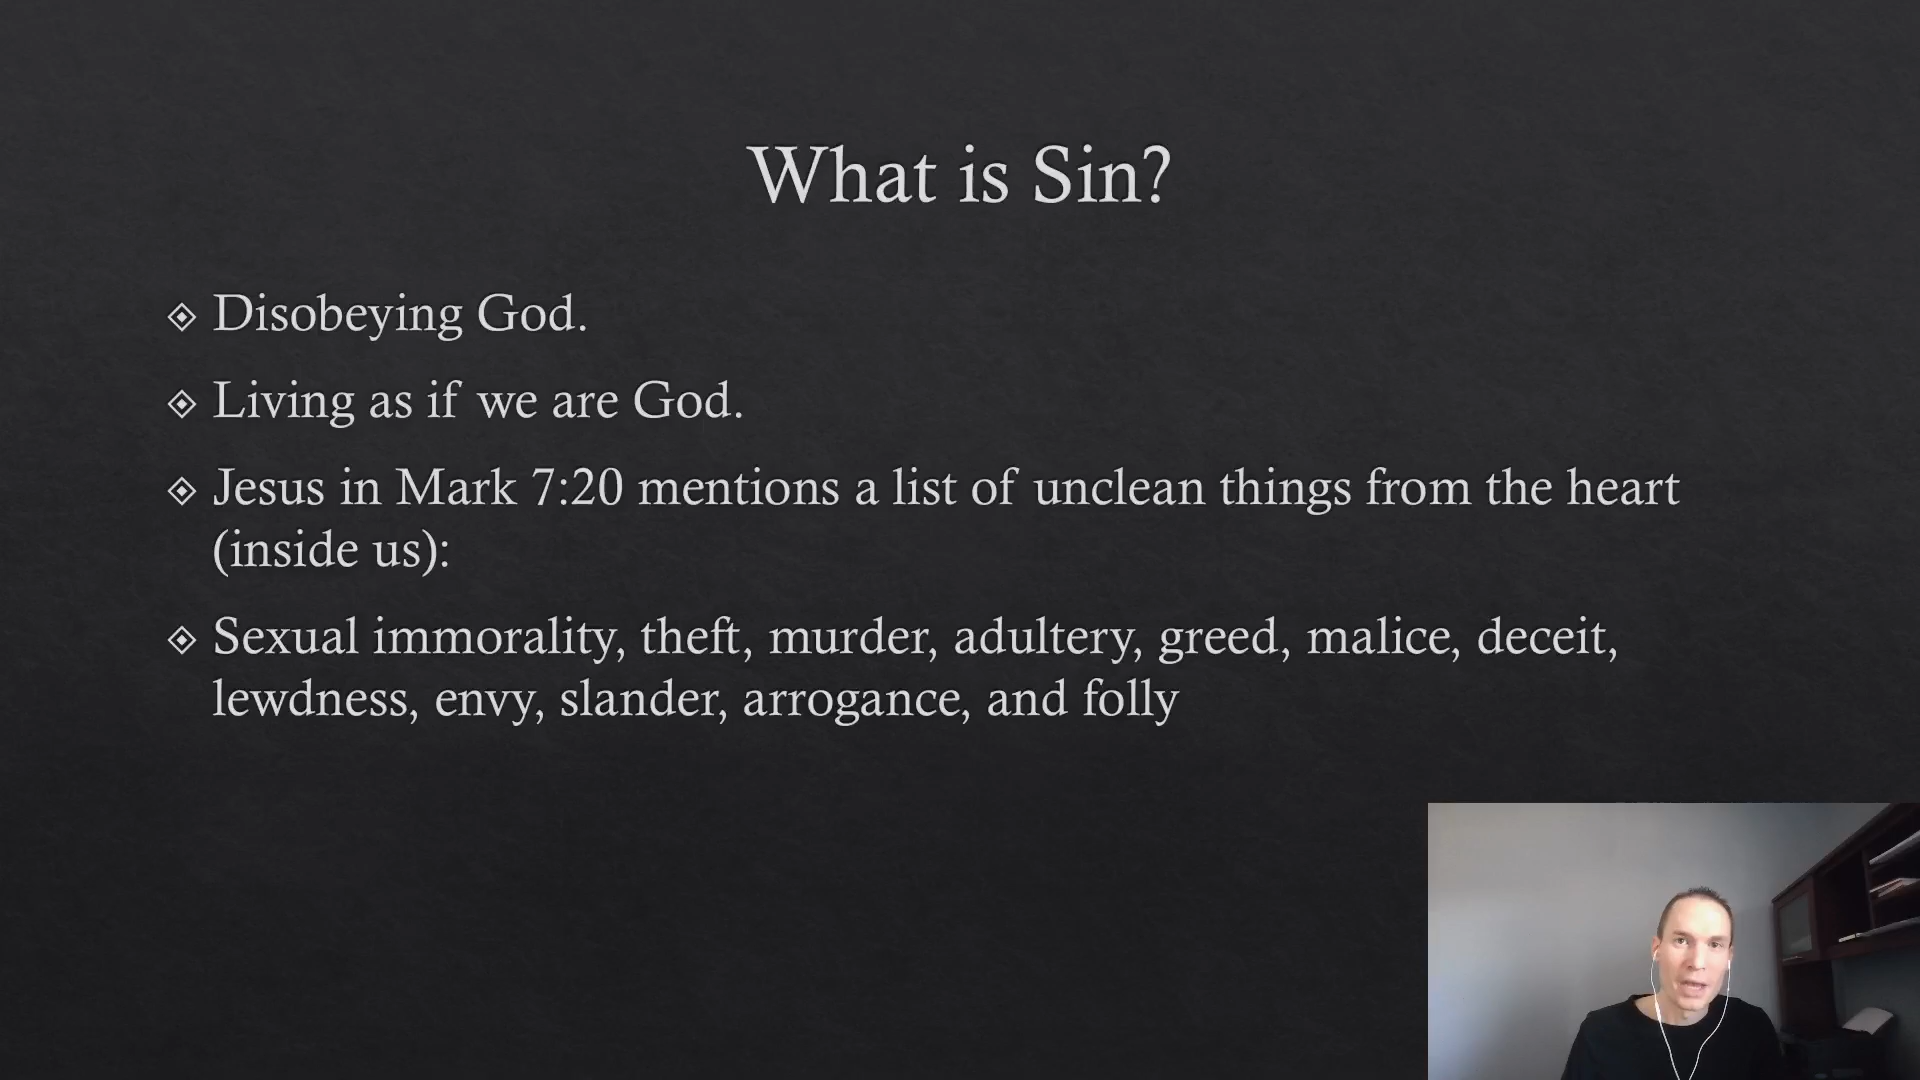 What is Sin?
Disobeying God.
Living as if we are God.
Jesus in Mark 7:20 mentions a list of unclean things from the heart
(inside us):
Sexual immorality, theft, murder, adultery, greed, malice, deceit,
lewdness, envy, slander, arrogance, and folly